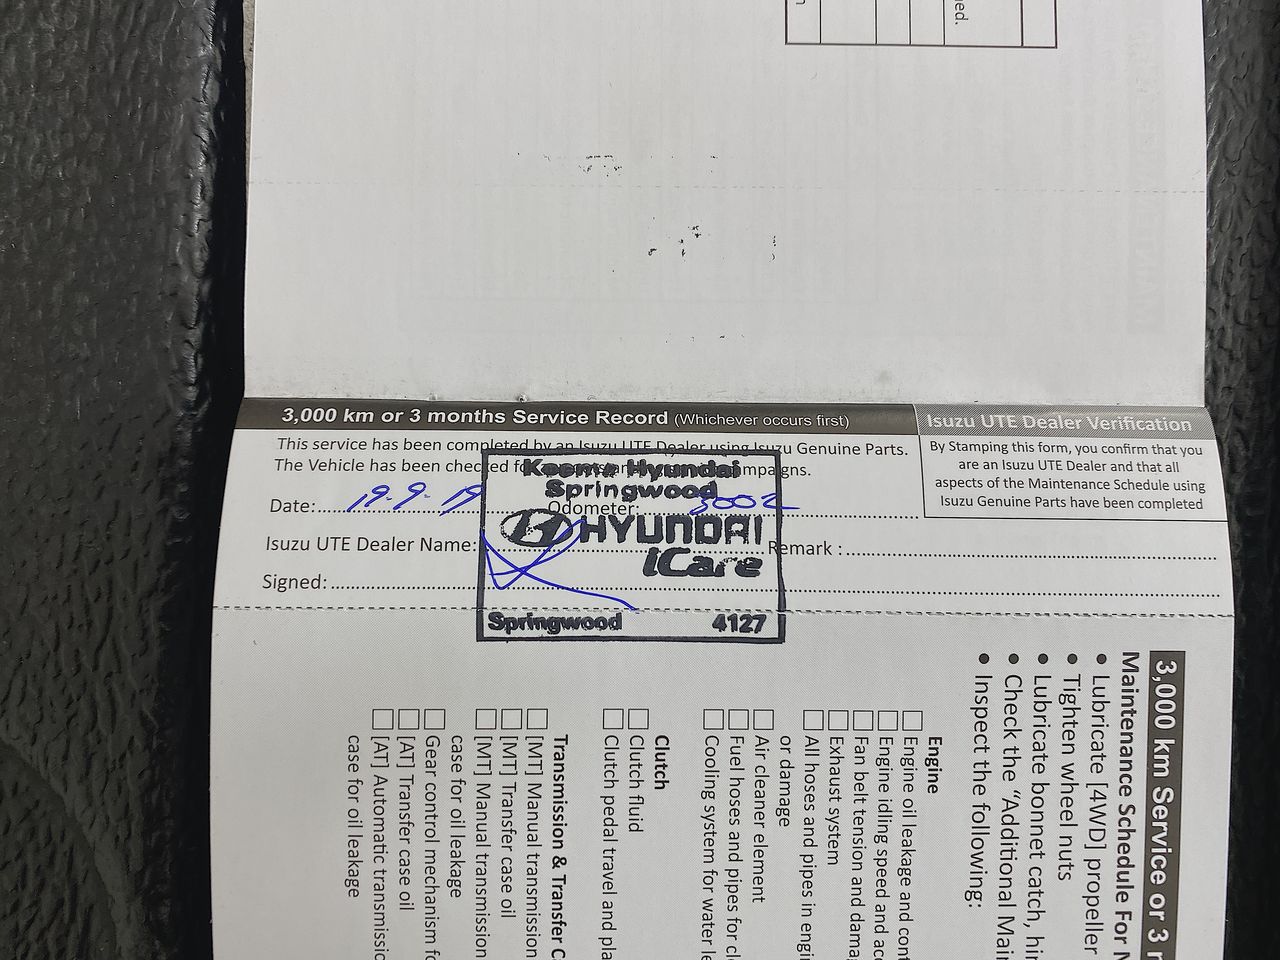 ned.
3,000 km or 3 months Service Record (Whichever occurs first)
Isuzu UTE Dealer Verification
This service has been completed by an Isuzu UTE Dealer using Isuzu Genuine Parts.
The Vehicle has been checked for campaigns.
By Stamping this form, you confirm that you
are an Isuzu UTE Dealer and that all
aspects of the Maintenance Schedule using
Isuzu Genuine Parts have been completed
Keema Hyundai
Springwood
Date: 19.9.19 Odometer: 3002
HYUNDAI
iCare
Isuzu UTE Dealer Name: Remark :
Signed:
Springwood 4127
3,000 km Service or 3
Maintenance Schedule For
• Lubricate [4WD] propeller
• Tighten wheel nuts
• Lubricate bonnet catch,
• Check the "Additional
• Inspect the following:
Engine
Engine oil leakage and
Engine idling speed and
Fan belt tension and
Exhaust system
All hoses and pipes in
or damage
Air cleaner element
Fuel hoses and pipes for
Cooling system for water
Clutch
Clutch fluid
Clutch pedal travel and
Transmission & Transfer
[MT] Manual transmission
[MT] Transfer case oil
[MT] Manual transmission
case for oil leakage
Gear control mechanism
[AT] Transfer case oil
[AT] Automatic
case for oil leakage